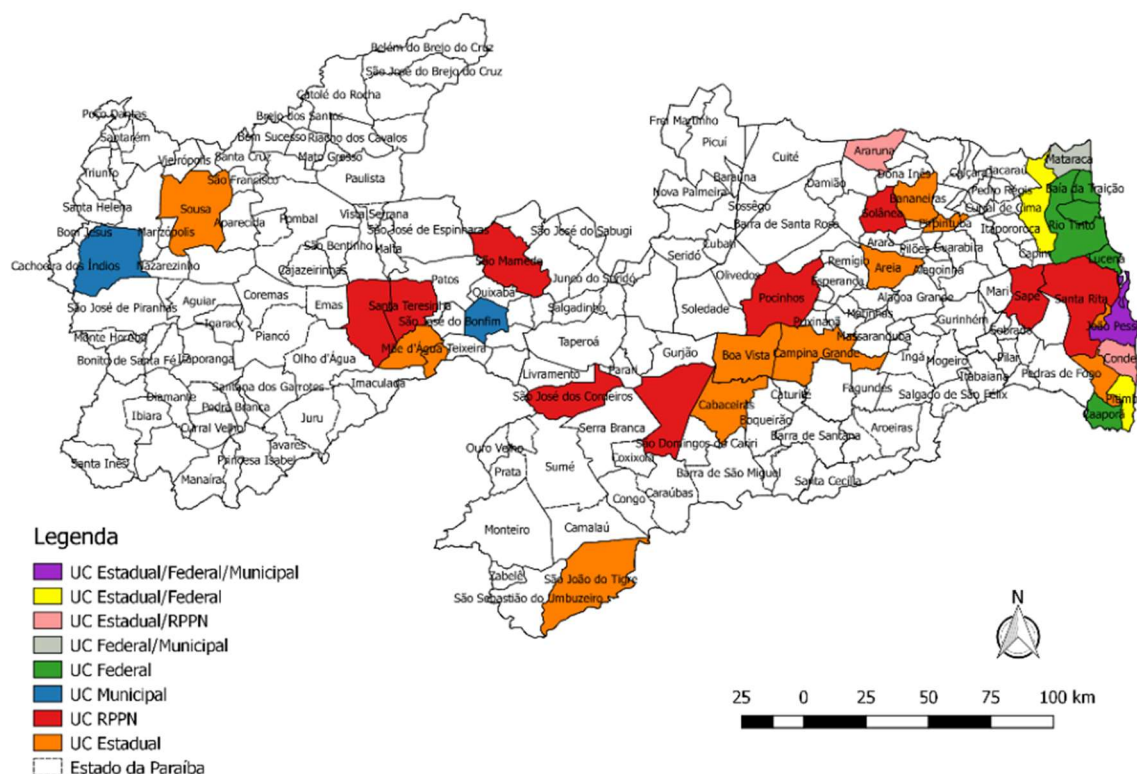 Belém do Brejo do Cruz
São José do Brejo do Cruz
Catolé do Rocha
Poço Dantas
Brejo dos Santos
Santarém
Bom Sucesso
Riacho dos Cavalos
Frei Martinho
Picuí
Vieirópolis
Santa Cruz
Mato Grosso
Cuité
Araruna
Mataraca
Triunfo
São Francisco
Paulista
Baraúna
Damião
Dona Inês
Jacaraú
Nova Palmeira
Bananeiras
Pedro Régis
Baía da Traição
Santa Helena
Sousa
Sossêgo
Solânea
Curral de Cima
Aparecida
Pombal
Vista Serrana
Barra de Santa Rosa
Pirpirituba
Rio Tinto
Bom Jesus
Marizópolis
São José de Espinharas
São José do Sabugi
Itapororoca
São Bentinho
Malta
Cubati
Arara
Pilões
Guarabira
Cachoeira dos Índios
Nazarezinho
Cajazeirinhas
Patos
São Mamede
Junco do Seridó
Seridó
Olivedos
Remígio
Areia
Alagoinha
Lucena
São José de Piranhas
Aguiar
Coremas
Emas
Santa Teresinha
Quixaba
Salgadinho
Soledade
Pocinhos
Esperança
Alagoa Grande
Mari
Sapé
Santa Rita
Monte Horebe
Igaracy
Piancó
São José do Bonfim
Puxinanã
Matinhas
Gurinhém
Sobrado
João Pess
Bonito de Santa Fé
Itaporanga
Olho d'Água
Mãe d'Água
Teixeira
Taperoá
Gurjão
Boa Vista
Campina Grande
Massaranduba
Ingá
Mogeiro
Pilar
Conde
Diamante
Santana dos Garrotes
Imaculada
Livramento
Parari
Fagundes
Itabaiana
Pedras de Fogo
Ibiara
Pedra Branca
Juru
São José dos Cordeiros
Cabaceiras
Caturité
Salgado de São Félix
Caaporã
Curral Velho
Tavares
Serra Branca
São Domingos do Cariri
Boqueirão
Aroeiras
Santa Inês
Princesa Isabel
Ouro Velho
Coxixola
Barra de Santana
Manaíra
Prata
Sumé
Barra de São Miguel
Santa Cecília
Congo
Caraúbas
Monteiro
Camalaú
Zabelê
São João do Tigre
São Sebastião do Umbuzeiro
Legenda
UC Estadual/Federal/Municipal
UC Estadual/Federal
UC Estadual/RPPN
UC Federal/Municipal
UC Federal
UC Municipal
UC RPPN
UC Estadual
Estado da Paraíba
N
25 0 25 50 75 100 km